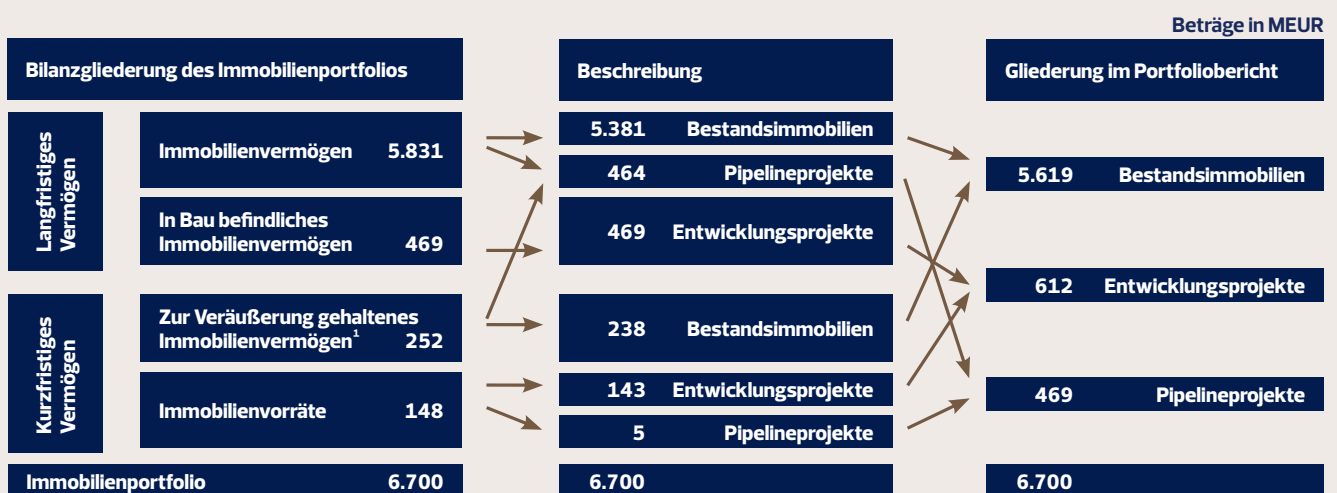 Beträge in MEUR
Bilanzgliederung des Immobilienportfolios
Beschreibung
Gliederung im Portfoliobericht
Langfristiges
Vermögen
Immobilienvermögen 5.831
In Bau befindliches
Immobilienvermögen 469
Kurzfristiges
Vermögen
Zur Veräußerung gehaltenes
Immobilienvermögen¹ 252
Immobilienvorräte 148
5.381 Bestandsimmobilien
464 Pipelineprojekte
469 Entwicklungsprojekte
238 Bestandsimmobilien
143 Entwicklungsprojekte
5 Pipelineprojekte
5.619 Bestandsimmobilien
612 Entwicklungsprojekte
469 Pipelineprojekte
Immobilienportfolio 6.700
6.700
6.700